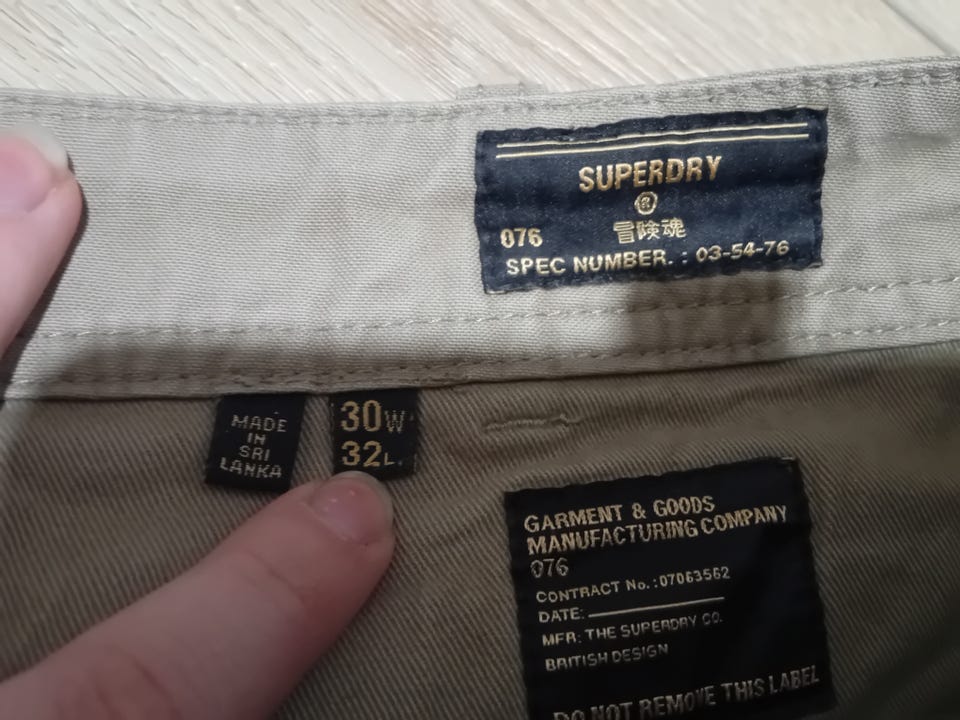 SUPERDRY
®
076 冒険魂
SPEC NUMBER. : 03-54-76
MADE
IN
SRI
LANKA
30W
32L
GARMENT & GOODS
MANUFACTURING COMPANY
076
CONTRACT No.:07063562
DATE:
MFR: THE SUPERDRY CO.
BRITISH DESIGN
DO NOT REMOVE THIS LABEL